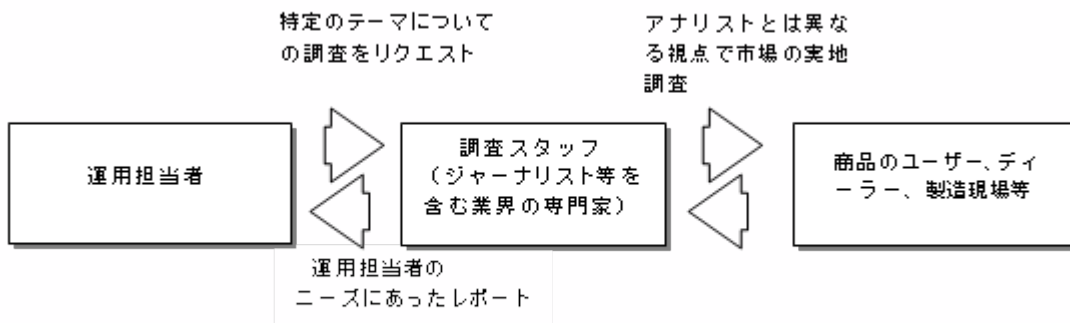 特定のテーマについて
の調査をリクエスト
アナリストとは異な
る視点で市場の実地
調査
運用担当者
調査スタッフ
（ジャーナリスト等を
含む業界の専門家）
商品のユーザー、ディ
ーラー、製造現場等
運用担当者の
ニーズにあったレポート